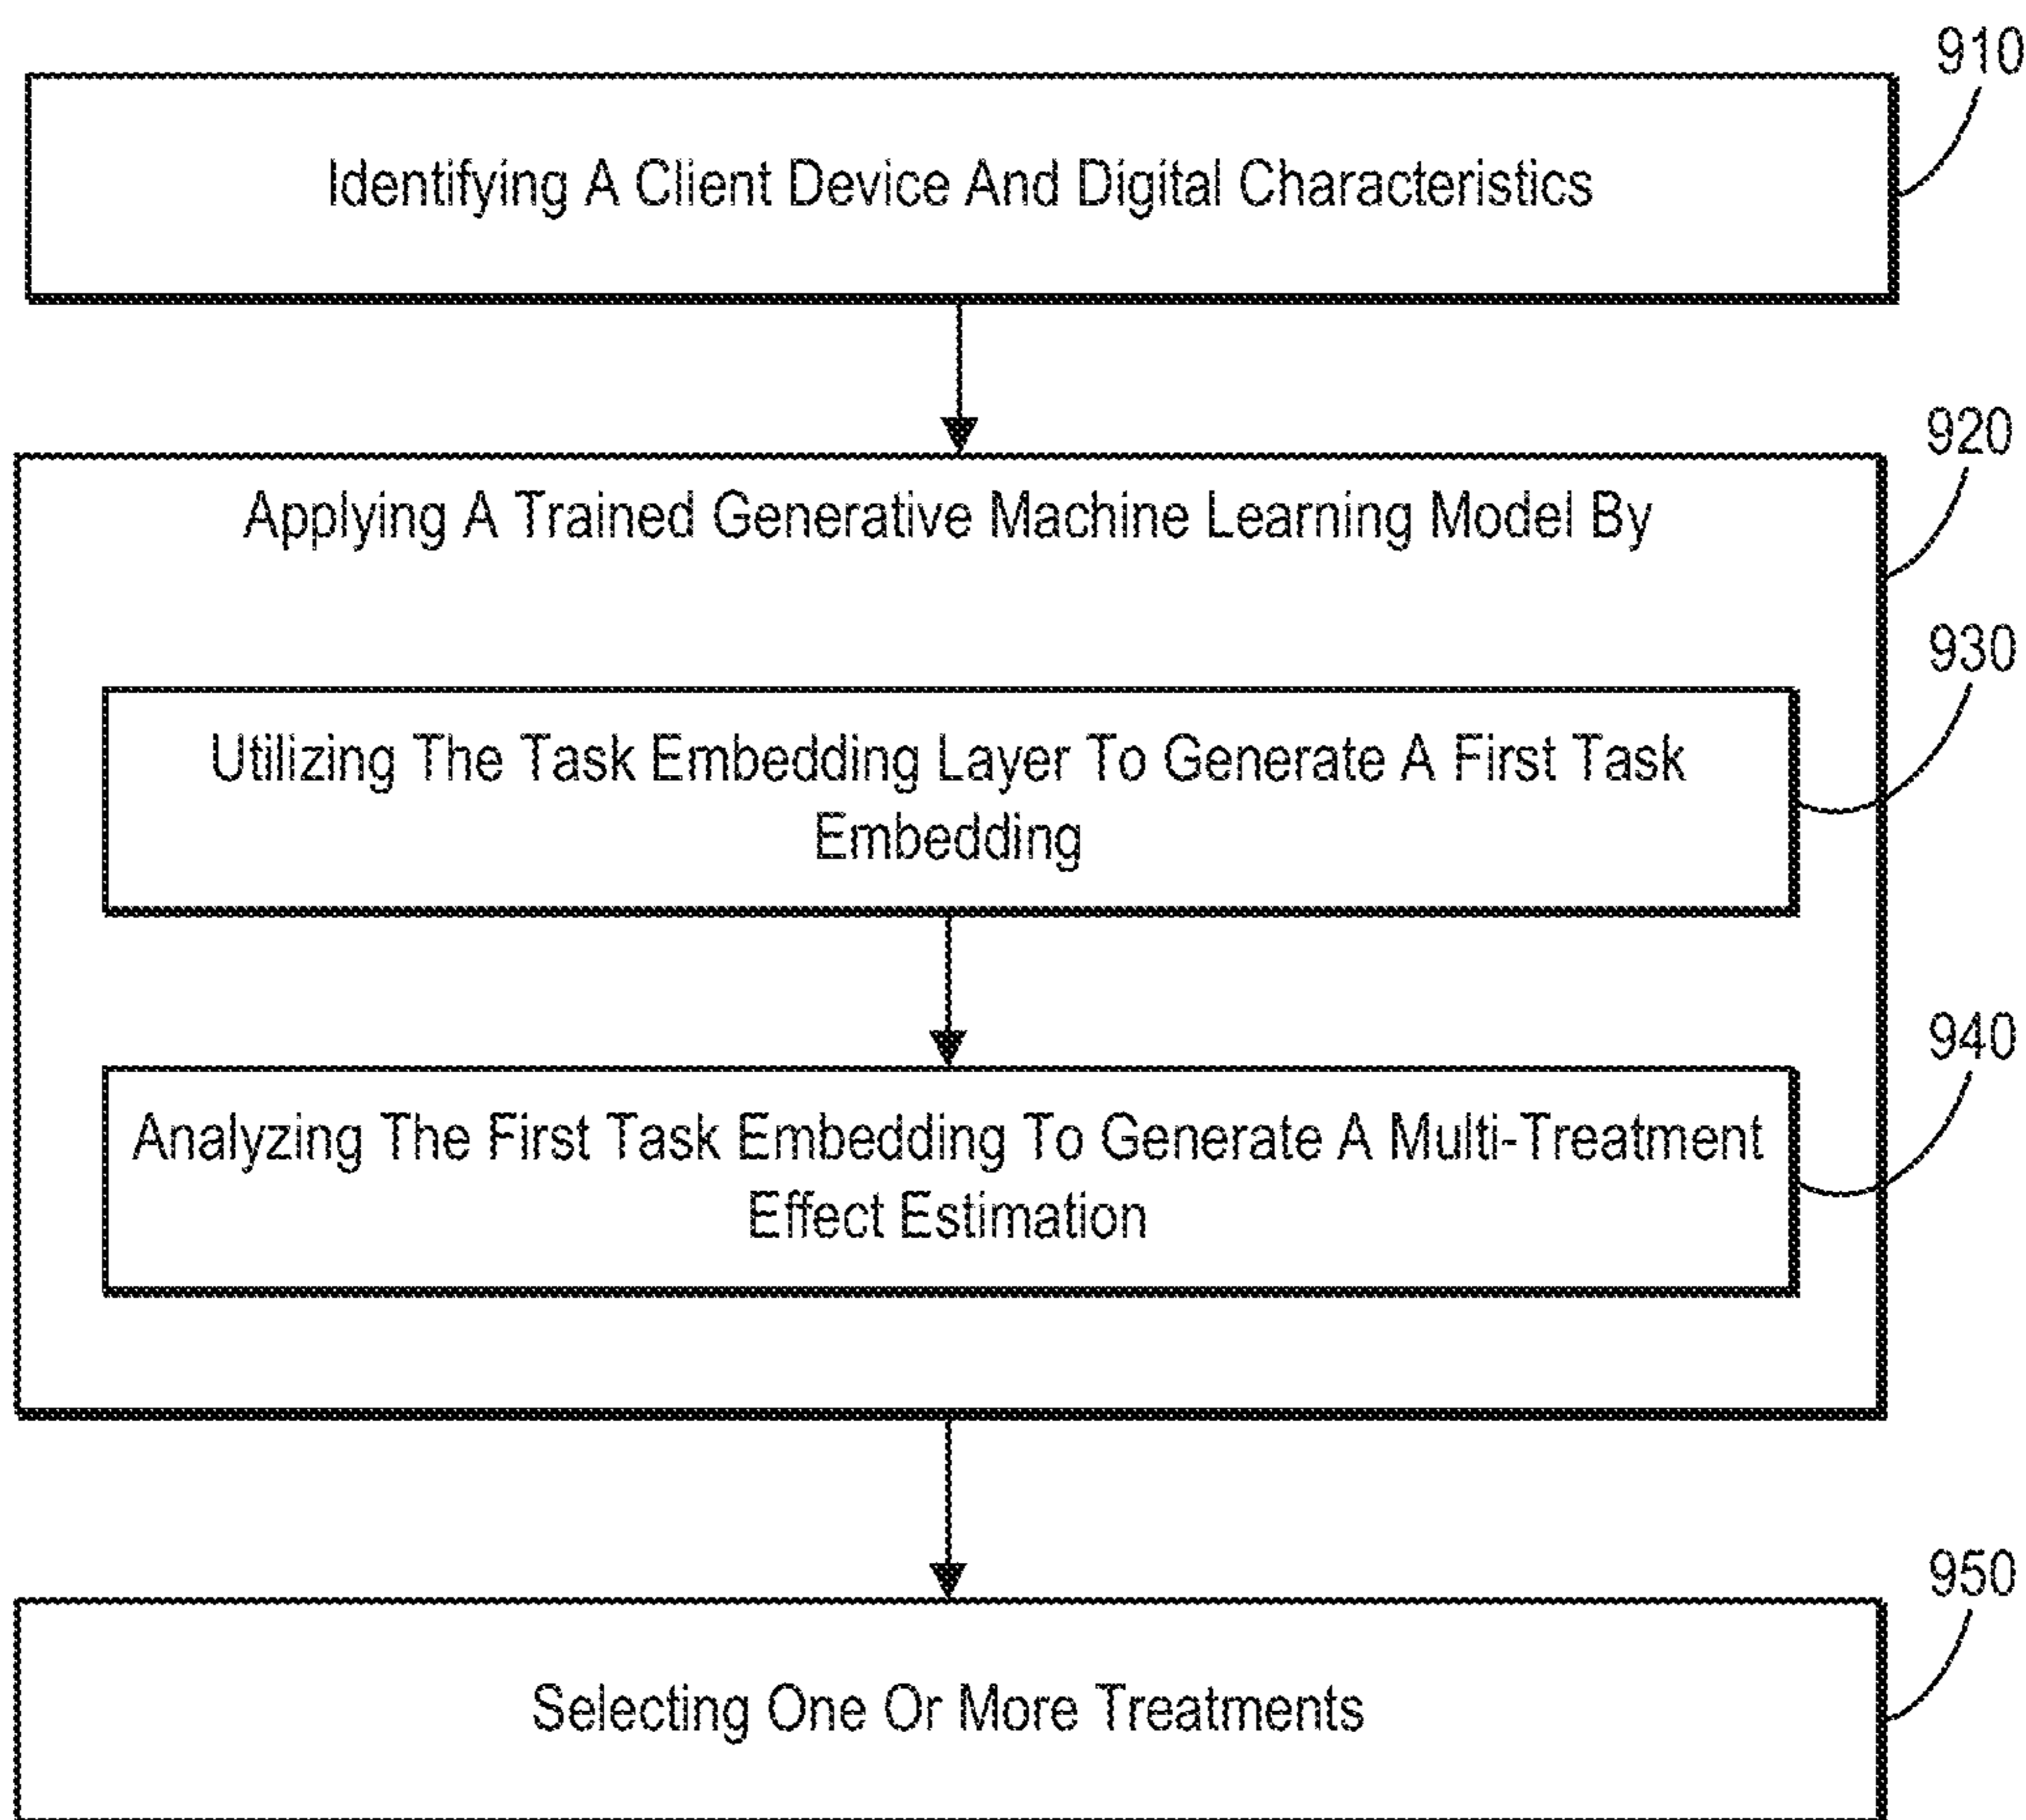 910
Identifying A Client Device And Digital Characteristics
920
Applying A Trained Generative Machine Learning Model By
930
Utilizing The Task Embedding Layer To Generate A First Task
Embedding
940
Analyzing The First Task Embedding To Generate A Multi-Treatment
Effect Estimation
950
Selecting One Or More Treatments